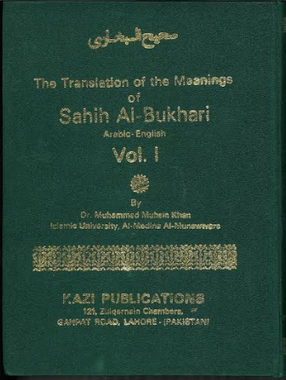 صحيح البخاري
The Translation of the Meanings
of
Sahih Al-Bukhari
Arabic-English
Vol. I
By
Dr. Muhammad Muhsin Khan
Islamic University, Al-Medina Al-Munawwara
KAZI PUBLICATIONS
121, Zulqarnain Chambers,
GANPAT ROAD, LAHORE - (PAKISTAN)